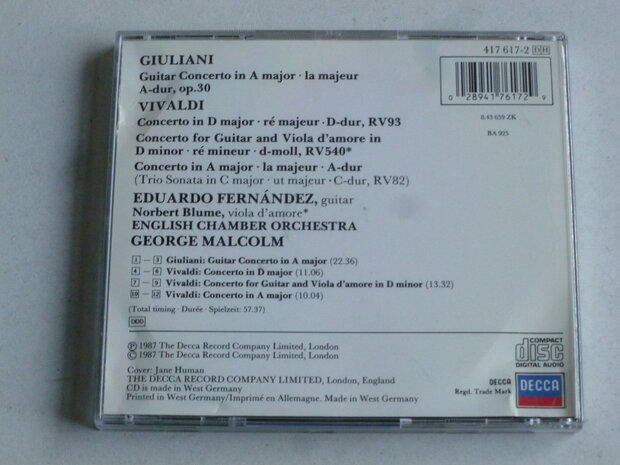 417 617-2 DH
GIULIANI
Guitar Concerto in A major · la majeur
A-dur, op.30
VIVALDI
Concerto in D major · ré majeur · D-dur, RV93
Concerto for Guitar and Viola d'amore in
D minor · ré mineur · d-moll, RV540*
Concerto in A major · la majeur · A-dur
(Trio Sonata in C major · ut majeur · C-dur, RV82)
EDUARDO FERNÁNDEZ, guitar
Norbert Blume, viola d'amore*
ENGLISH CHAMBER ORCHESTRA
GEORGE MALCOLM
0 28941 76172 9
8.43 659 ZK
BA 925
1 – 3 Giuliani: Guitar Concerto in A major (22.36)
4 – 6 Vivaldi: Concerto in D major (11.06)
7 – 9 Vivaldi: Concerto for Guitar and Viola d'amore in D minor (13.32)
10 – 12 Vivaldi: Concerto in A major (10.04)
(Total timing · Durée · Spielzeit: 57.37)
DDD
℗ 1987 The Decca Record Company Limited, London
© 1987 The Decca Record Company Limited, London
Cover: Jane Human
THE DECCA RECORD COMPANY LIMITED, London, England
CD is made in West Germany
Printed in West Germany/Imprimé en Allemagne. Made in West Germany
COMPACT
disc
DIGITAL AUDIO
DECCA
Regd. Trade Mark
DECCA